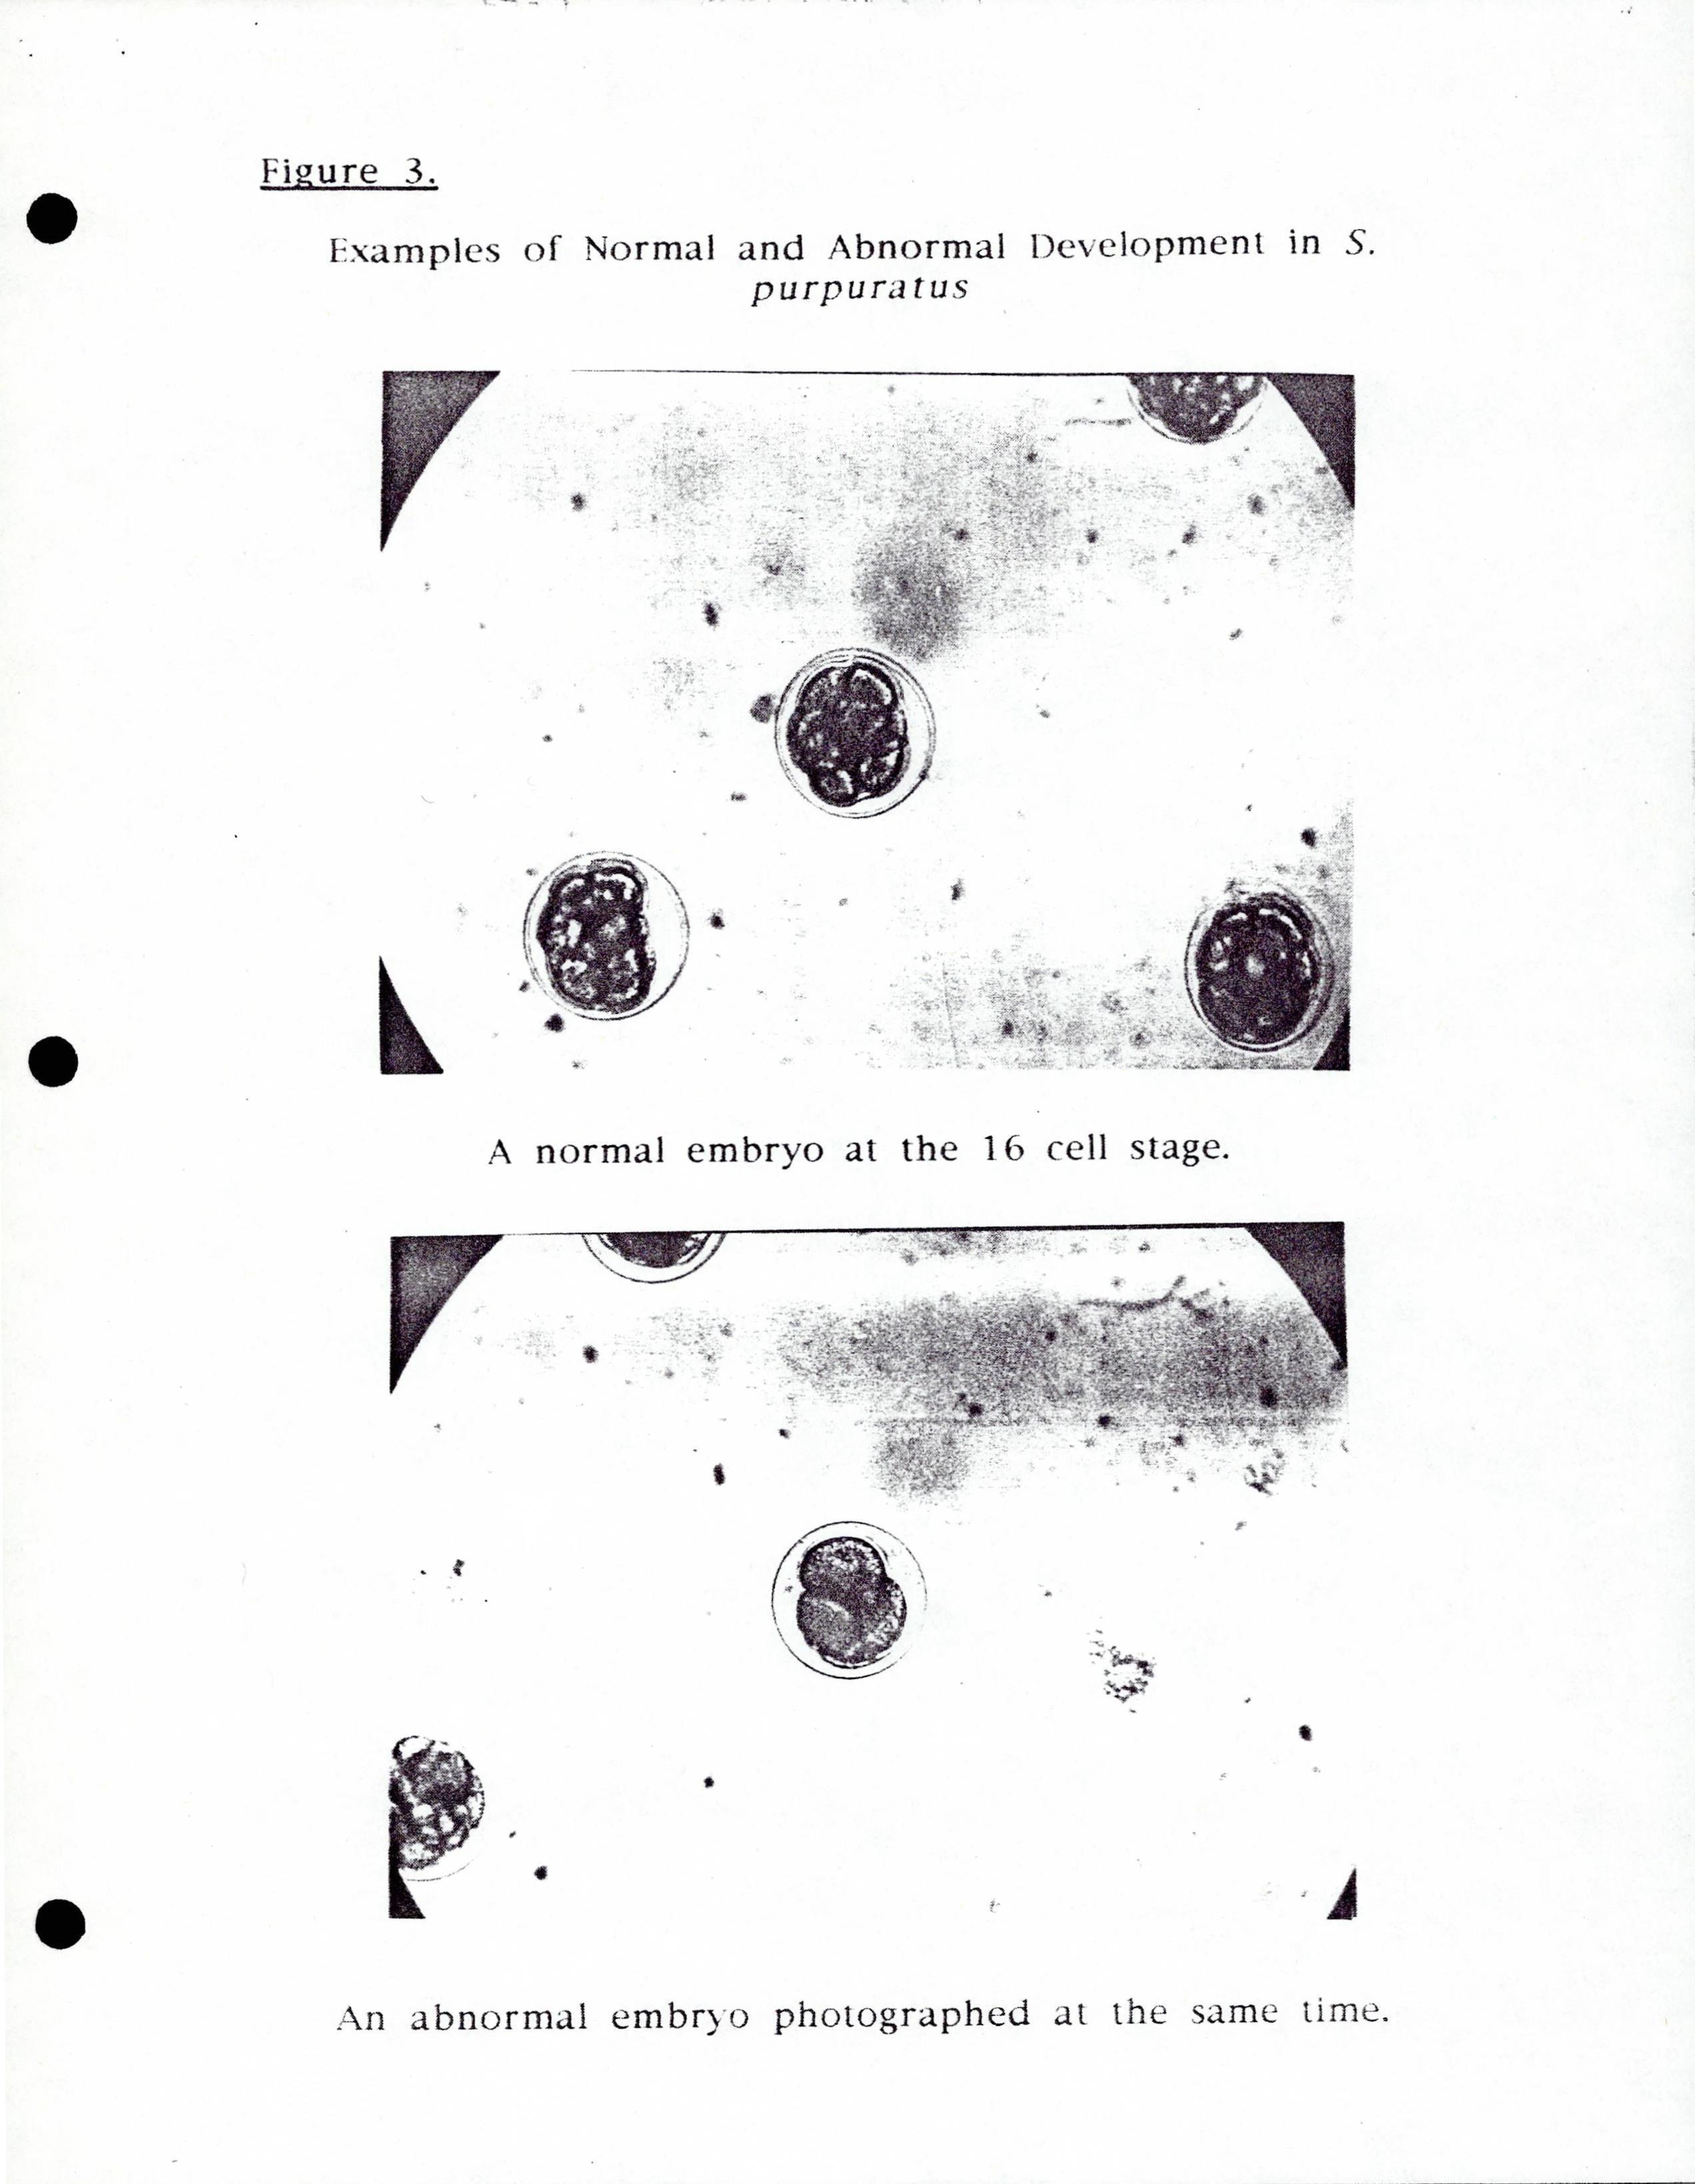 Figure 3.
Examples of Normal and Abnormal Development in S.
purpuratus
A normal embryo at the 16 cell stage.
An abnormal embryo photographed at the same time.